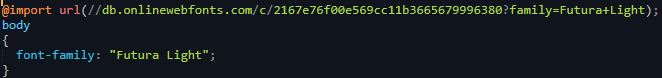 @import url(//db.onlinewebfonts.com/c/2167e76f00e569cc11b3665679996380?family=Futura+Light);
body
{
  font-family: "Futura Light";
}